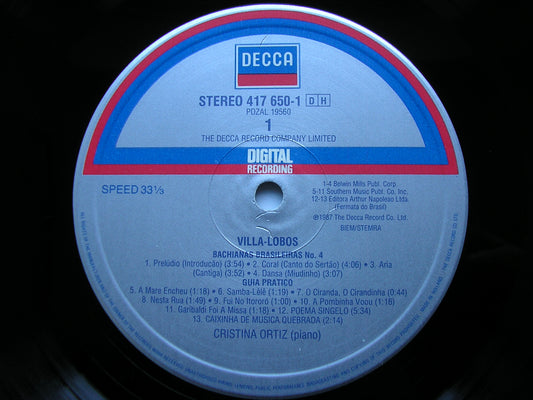 DECCA
STEREO 417 650-1 DH
PDZAL 19560
1
THE DECCA RECORD COMPANY LIMITED
DIGITAL
RECORDING
SPEED 33⅓
1-4 Belwin Mills Publ. Corp.
5-11 Southern Music Publ. Co. Inc.
12-13 Editora Arthur Napoleao Ltda.
(Fermata do Brasil)
℗1987 The Decca Record Co. Ltd.
BIEM/STEMRA
VILLA-LOBOS
BACHIANAS BRASILEIRAS No. 4
1. Prelúdio (Introducão) (3:54) • 2. Coral (Canto do Sertão) (4:06) • 3. Aria
(Cantiga) (3:52) • 4. Dansa (Miudinho) (3:07)
GUIA PRATICO
5. A Mare Encheu (1:18) • 6. Samba-Lêlê (1:19) • 7. O Ciranda, O Cirandinha (0:44)
8. Nesta Rua (1:49) • 9. Fui No Itororó (1:00) • 10. A Pombinha Voou (1:18)
11. Garibaldi Foi A Missa (1:18) • 12. POEMA SINGELO (5:34)
13. CAIXINHA DE MUSICA QUEBRADA (2:14)
CRISTINA ORTIZ (piano)